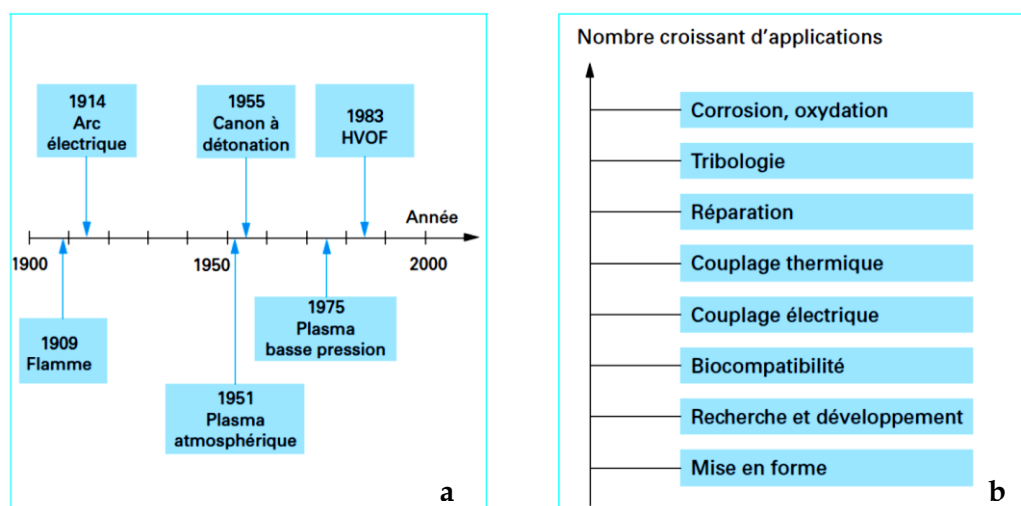 1914
Arc
électrique
1955
Canon à
détonation
1983
HVOF
Année
1900
1950
2000
1909
Flamme
1951
Plasma
atmosphérique
1975
Plasma
basse pression
a
Nombre croissant d'applications
Corrosion, oxydation
Tribologie
Réparation
Couplage thermique
Couplage électrique
Biocompatibilité
Recherche et développement
Mise en forme
b